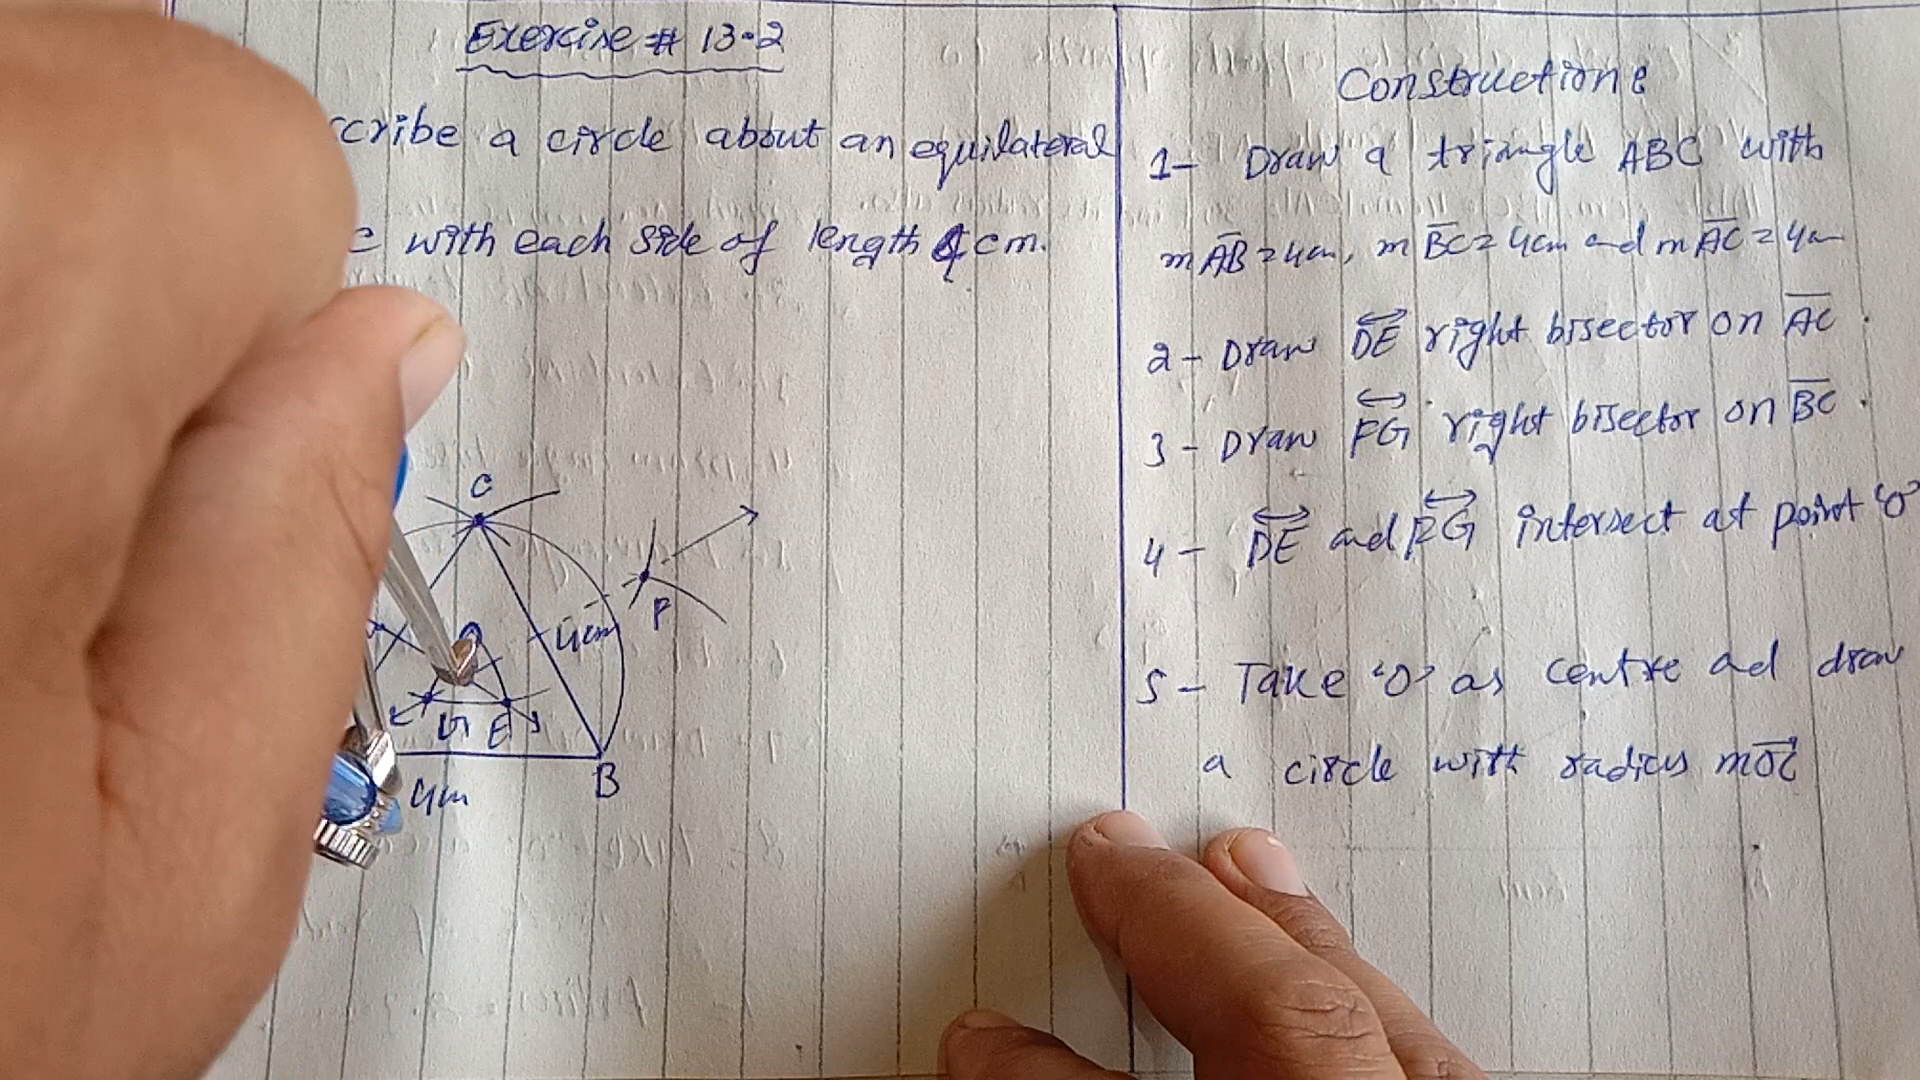 Exercise # 13.2
cribe a circle about an equilateral
with each side of length 4 cm.
C
4cm
F
O
G E
B
4cm
Construction :
1- Draw a triangle ABC with
mAB = 4cm, mBC = 4cm and mAC = 4cm
2- Draw DE right bisector on AC.
3- Draw FG right bisector on BC.
4- DE and FG intersect at point 'O'
5- Take 'O' as centre ad draw
a circle with radius mOC